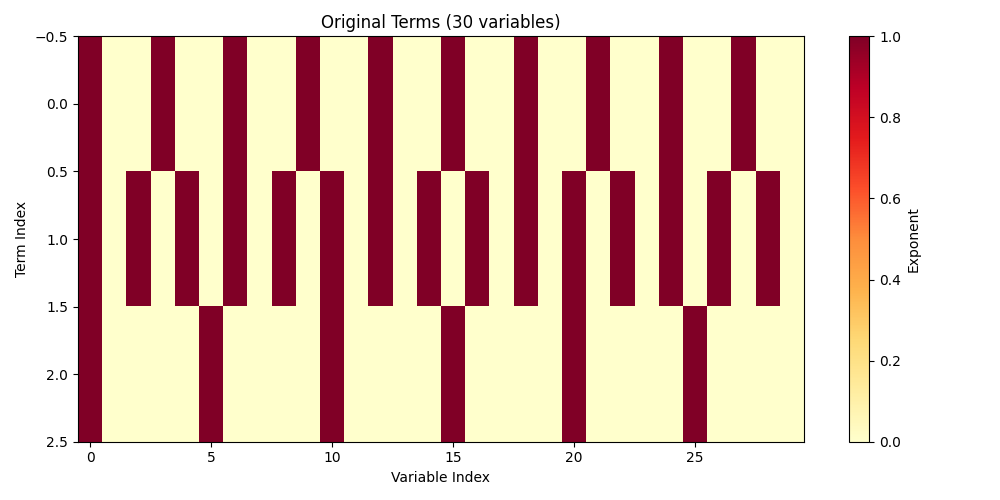 Original Terms (30 variables)
−0.5
0.0
0.5
1.0
1.5
2.0
2.5
Term Index
0 5 10 15 20 25
Variable Index
1.0
0.8
0.6
0.4
0.2
0.0
Exponent